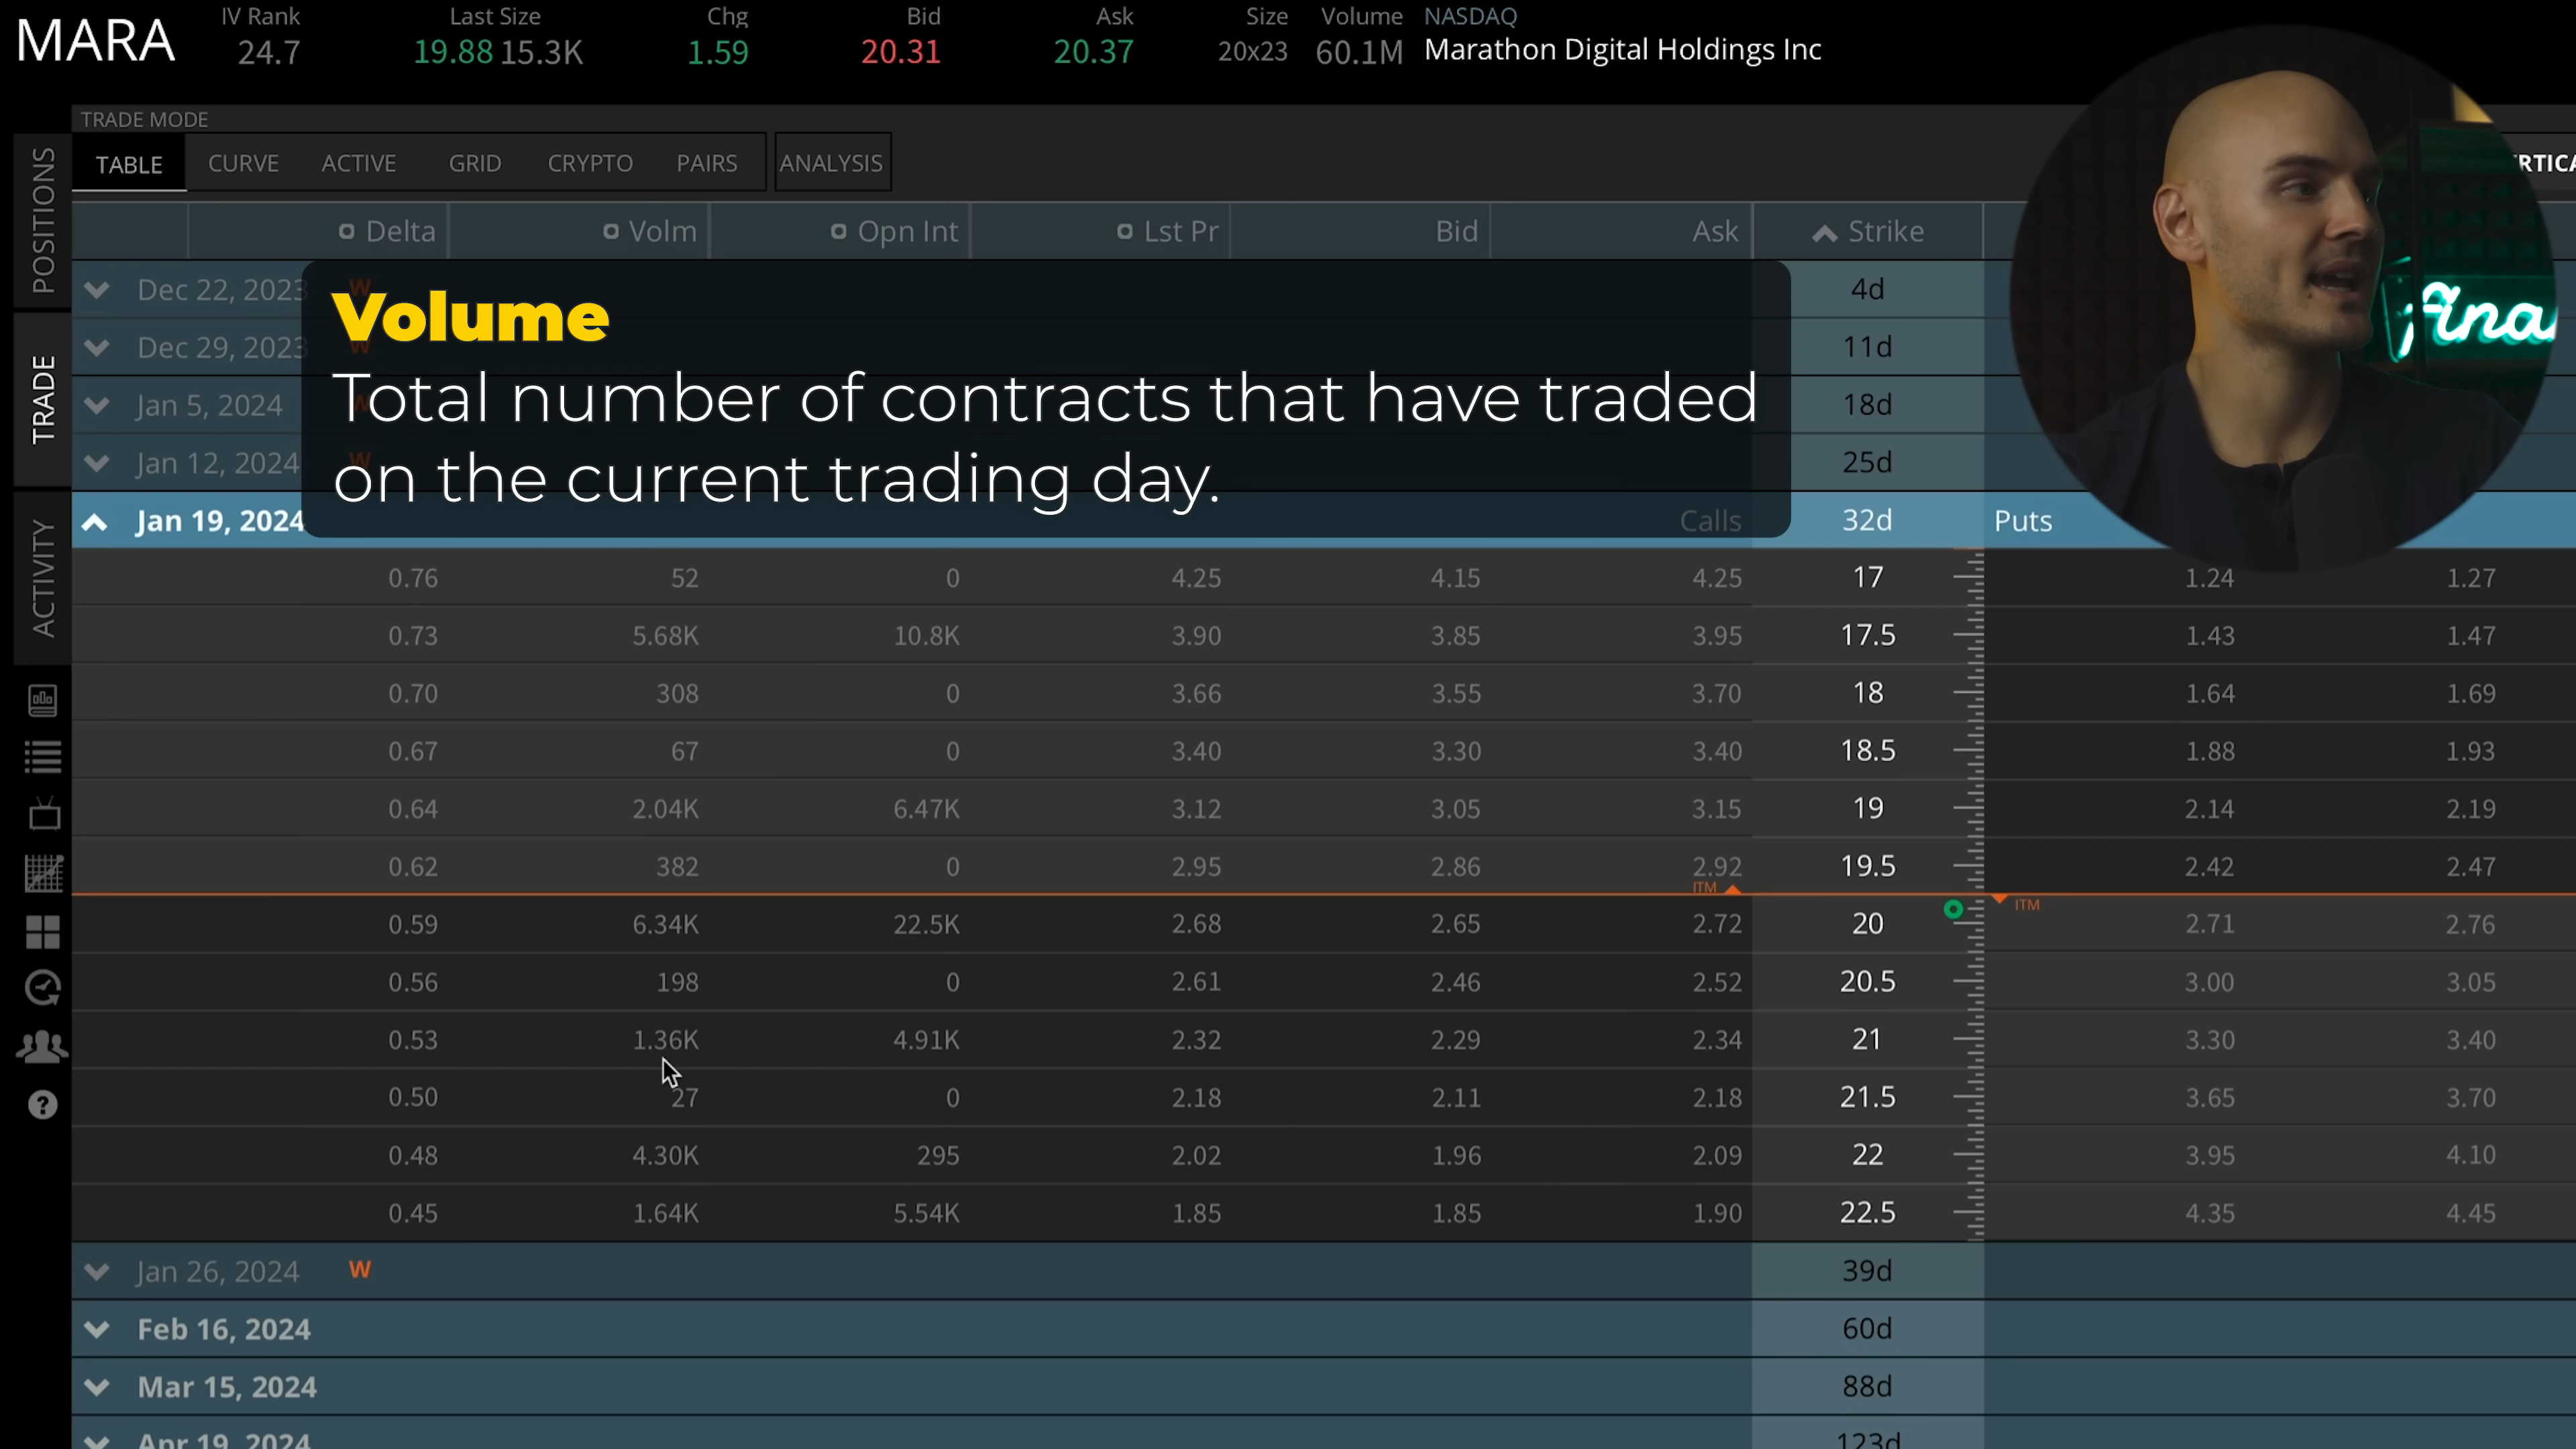 MARA
IV Rank Last Size Chg Bid Ask Size Volume NASDAQ
24.7 19.88 15.3K 1.59 20.31 20.37 20x23 60.1M Marathon Digital Holdings Inc
TRADE MODE
TABLE CURVE ACTIVE GRID CRYPTO PAIRS ANALYSIS
POSITIONS
TRADE
ACTIVITY
Delta Volm Opn Int Lst Pr Bid Ask Strike
Dec 22, 2023 W 4d
Dec 29, 2023 11d
Jan 5, 2024 18d
Jan 12, 2024 25d
Volume
Total number of contracts that have traded
on the current trading day.
Jan 19, 2024 Calls 32d Puts
0.76 52 0 4.25 4.15 4.25 17 1.24 1.27
0.73 5.68K 10.8K 3.90 3.85 3.95 17.5 1.43 1.47
0.70 308 0 3.66 3.55 3.70 18 1.64 1.69
0.67 67 0 3.40 3.30 3.40 18.5 1.88 1.93
0.64 2.04K 6.47K 3.12 3.05 3.15 19 2.14 2.19
0.62 382 0 2.95 2.86 2.92 19.5 2.42 2.47
ITM ITM
0.59 6.34K 22.5K 2.68 2.65 2.72 20 2.71 2.76
0.56 198 0 2.61 2.46 2.52 20.5 3.00 3.05
0.53 1.36K 4.91K 2.32 2.29 2.34 21 3.30 3.40
0.50 27 0 2.18 2.11 2.18 21.5 3.65 3.70
0.48 4.30K 295 2.02 1.96 2.09 22 3.95 4.10
0.45 1.64K 5.54K 1.85 1.85 1.90 22.5 4.35 4.45
Jan 26, 2024 W 39d
Feb 16, 2024 60d
Mar 15, 2024 88d
Apr 19, 2024 123d